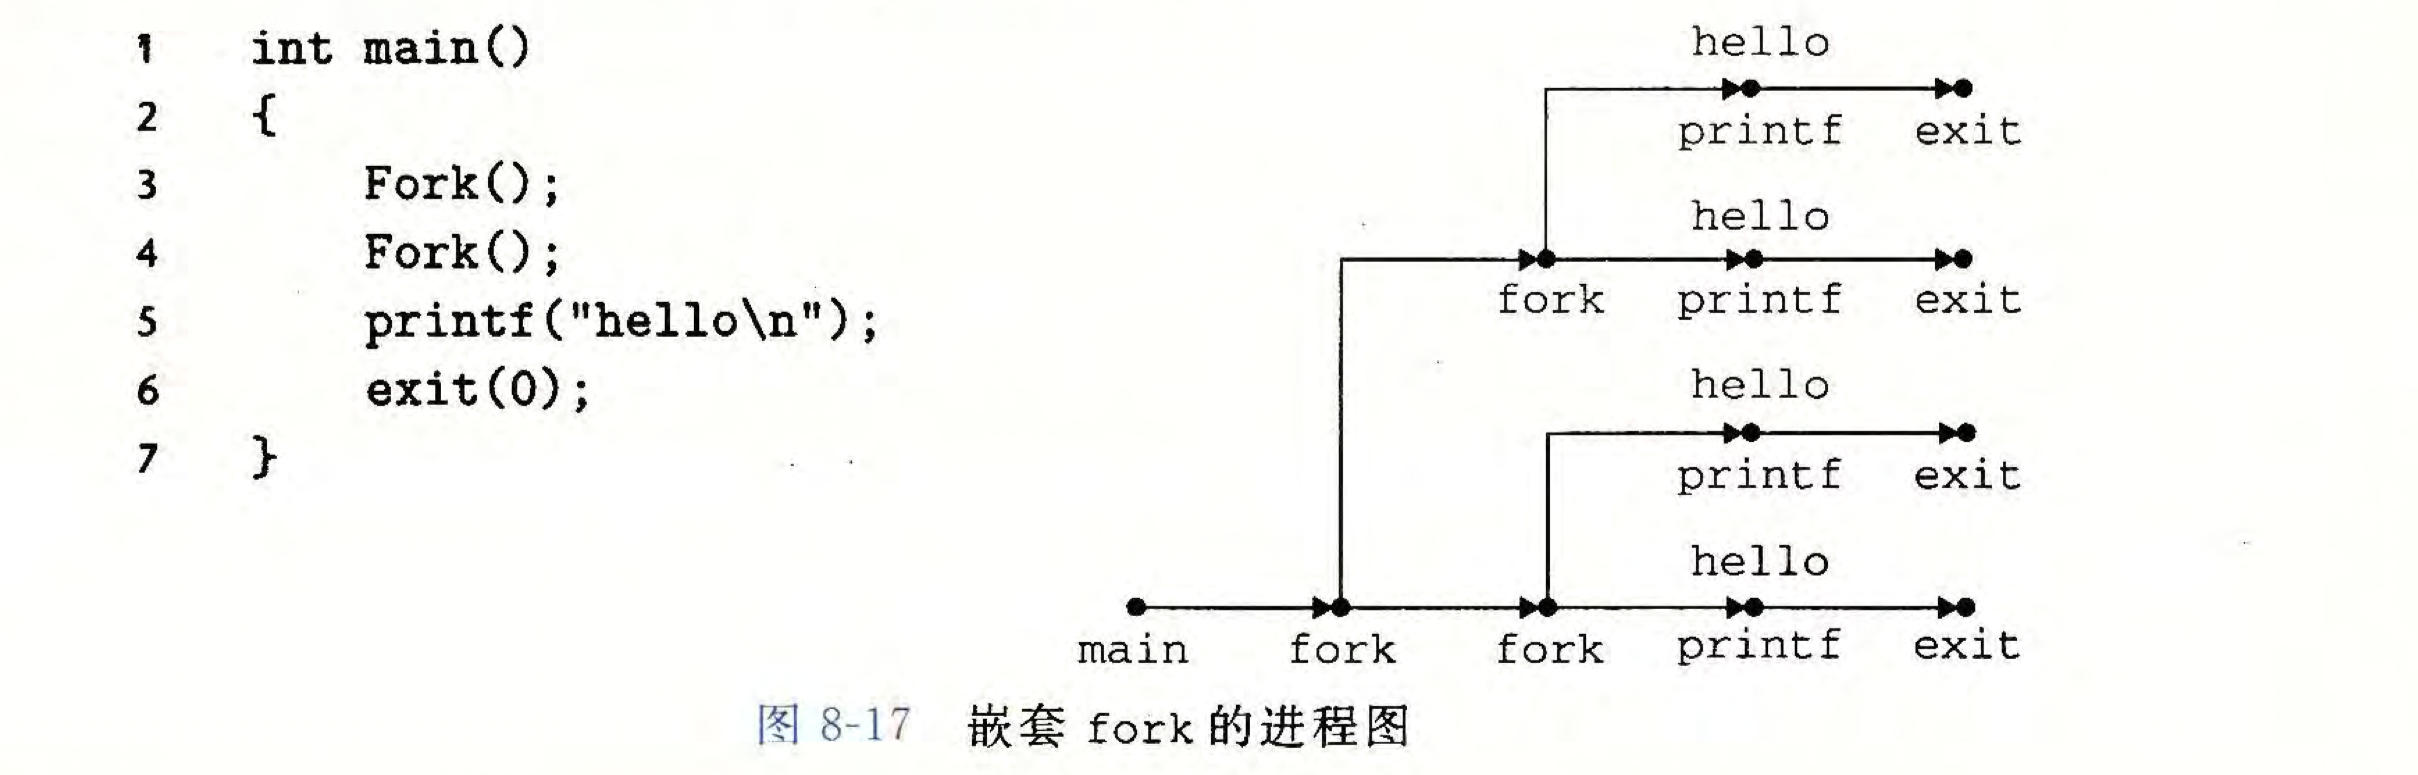 1 int main()
2 {
3 Fork();
4 Fork();
5 printf("hello\n");
6 exit(0);
7 }
hello
printf exit
hello
fork printf exit
hello
printf exit
hello
main fork fork printf exit
图 8-17 嵌套 fork 的进程图